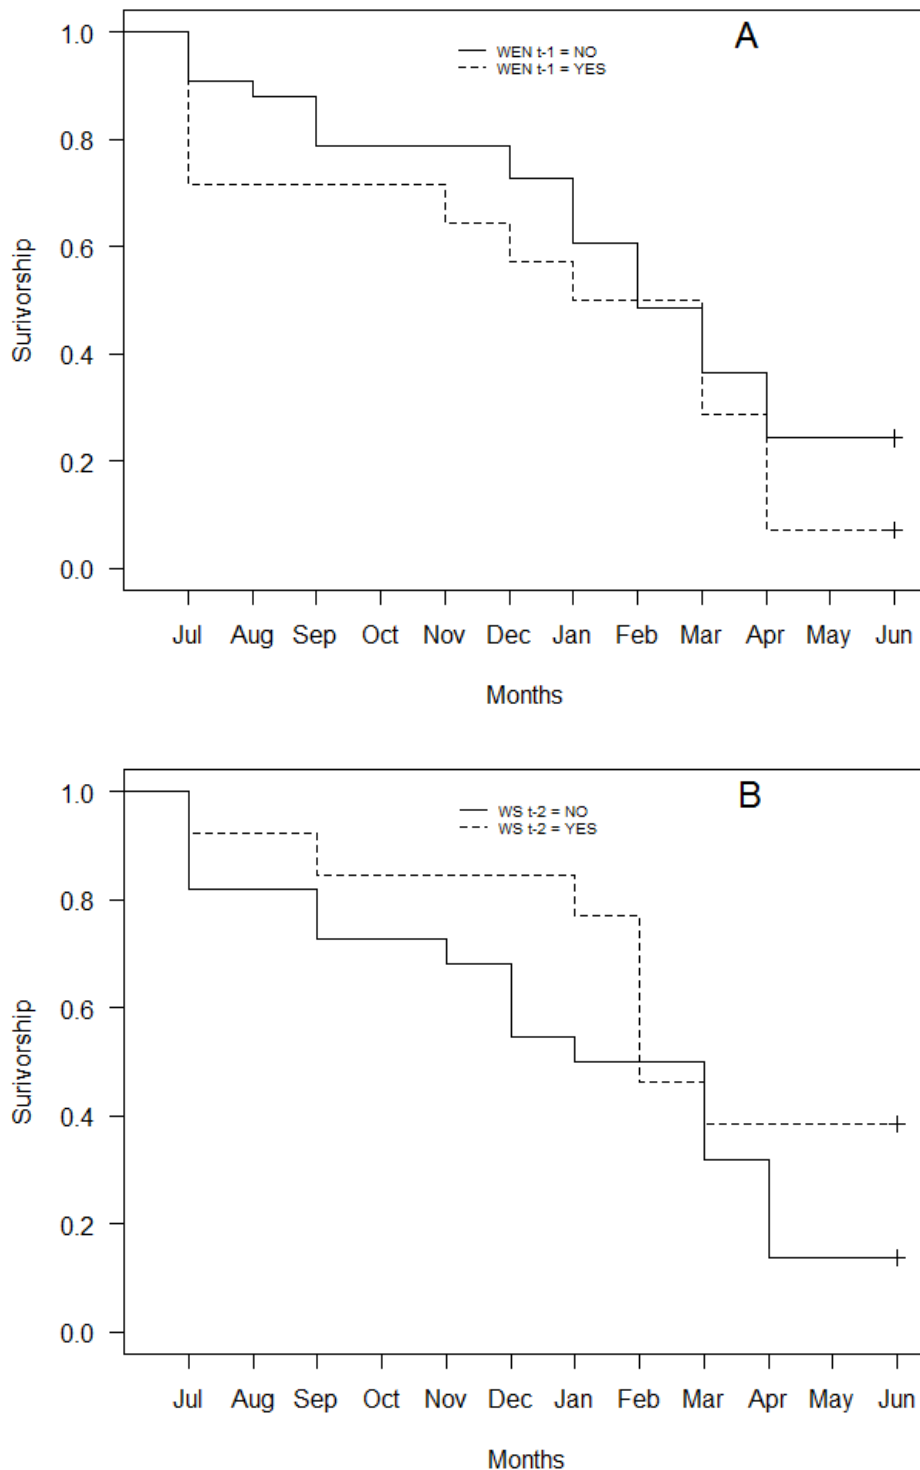 A
WEN t-1 = NO
WEN t-1 = YES
1.0
0.8
0.6
0.4
0.2
0.0
Surivorship
Jul Aug Sep Oct Nov Dec Jan Feb Mar Apr May Jun
Months
B
WS t-2 = NO
WS t-2 = YES
1.0
0.8
0.6
0.4
0.2
0.0
Surivorship
Jul Aug Sep Oct Nov Dec Jan Feb Mar Apr May Jun
Months